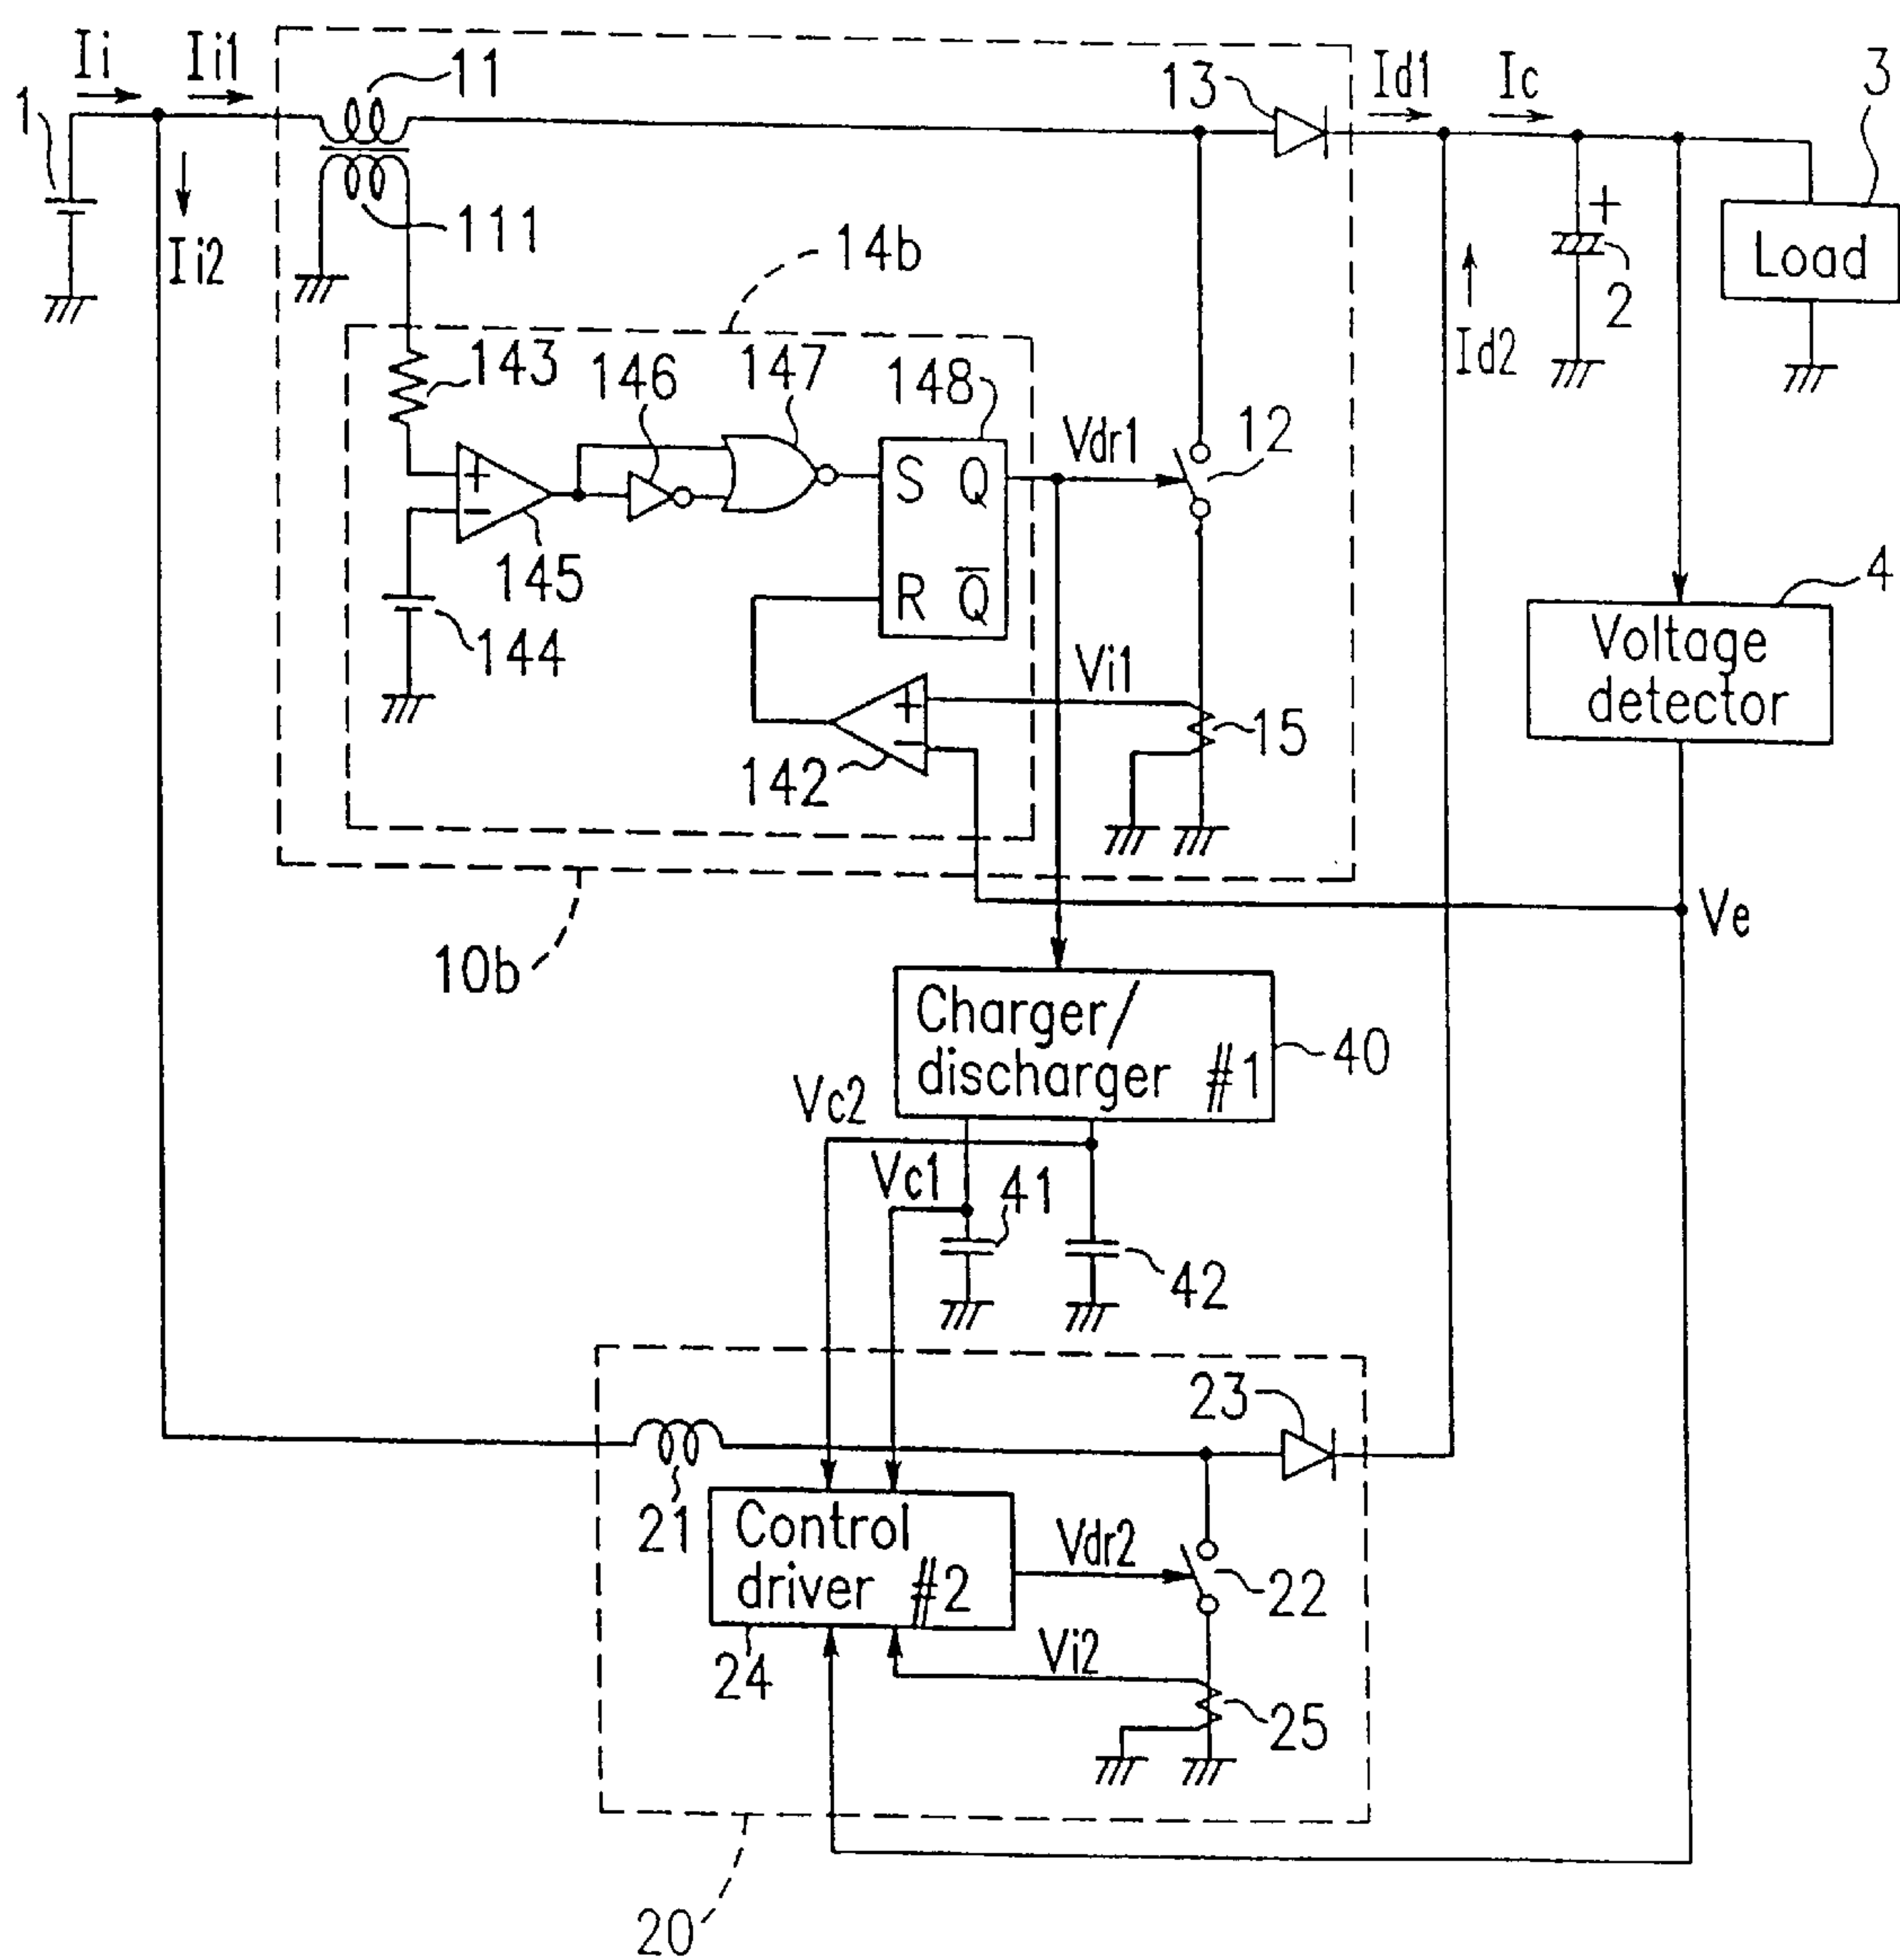 Ii
Ii1
11
13
Id1
Ic
3
1
Ii2
111
14b
+
2
Load
Id2
143
146
147
148
Vdr1
12
+
−
S Q
R Q̅
145
144
4
Voltage
detector
Vi1
+
−
15
142
Ve
10b
Charger/
discharger #1
40
Vc2
Vc1
41
42
23
21
Control
driver #2
Vdr2
22
24
Vi2
25
20